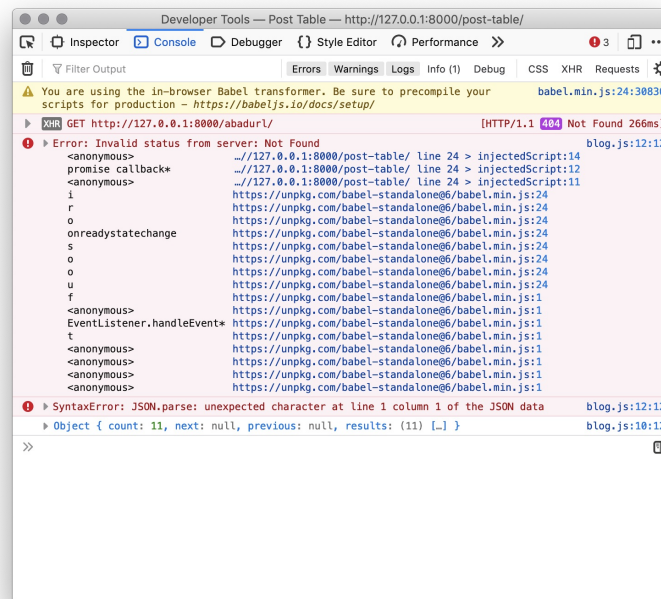 Developer Tools — Post Table — http://127.0.0.1:8000/post-table/
Inspector Console Debugger {} Style Editor Performance 3
Filter Output Errors Warnings Logs Info (1) Debug CSS XHR Requests
You are using the in-browser Babel transformer. Be sure to precompile your babel.min.js:24:30830
scripts for production - https://babeljs.io/docs/setup/
XHR GET http://127.0.0.1:8000/abadurl/ [HTTP/1.1 404 Not Found 266ms]
Error: Invalid status from server: Not Found blog.js:12:13
<anonymous> …//127.0.0.1:8000/post-table/ line 24 > injectedScript:14
promise callback* …//127.0.0.1:8000/post-table/ line 24 > injectedScript:12
<anonymous> …//127.0.0.1:8000/post-table/ line 24 > injectedScript:11
i https://unpkg.com/babel-standalone@6/babel.min.js:24
r https://unpkg.com/babel-standalone@6/babel.min.js:24
o https://unpkg.com/babel-standalone@6/babel.min.js:24
onreadystatechange https://unpkg.com/babel-standalone@6/babel.min.js:24
s https://unpkg.com/babel-standalone@6/babel.min.js:24
o https://unpkg.com/babel-standalone@6/babel.min.js:24
o https://unpkg.com/babel-standalone@6/babel.min.js:24
u https://unpkg.com/babel-standalone@6/babel.min.js:24
f https://unpkg.com/babel-standalone@6/babel.min.js:1
<anonymous> https://unpkg.com/babel-standalone@6/babel.min.js:1
EventListener.handleEvent* https://unpkg.com/babel-standalone@6/babel.min.js:1
t https://unpkg.com/babel-standalone@6/babel.min.js:1
<anonymous> https://unpkg.com/babel-standalone@6/babel.min.js:1
<anonymous> https://unpkg.com/babel-standalone@6/babel.min.js:1
<anonymous> https://unpkg.com/babel-standalone@6/babel.min.js:1
<anonymous> https://unpkg.com/babel-standalone@6/babel.min.js:1
SyntaxError: JSON.parse: unexpected character at line 1 column 1 of the JSON data blog.js:12:13
Object { count: 11, next: null, previous: null, results: (11) […] } blog.js:10:13